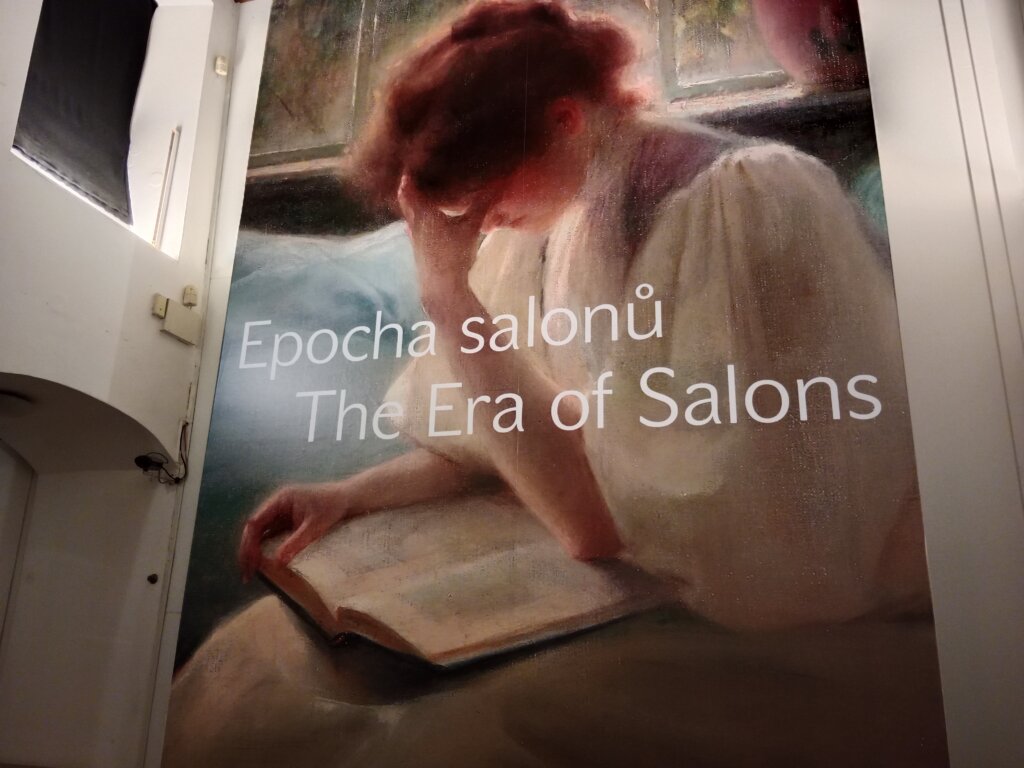 Epocha salonů
The Era of Salons